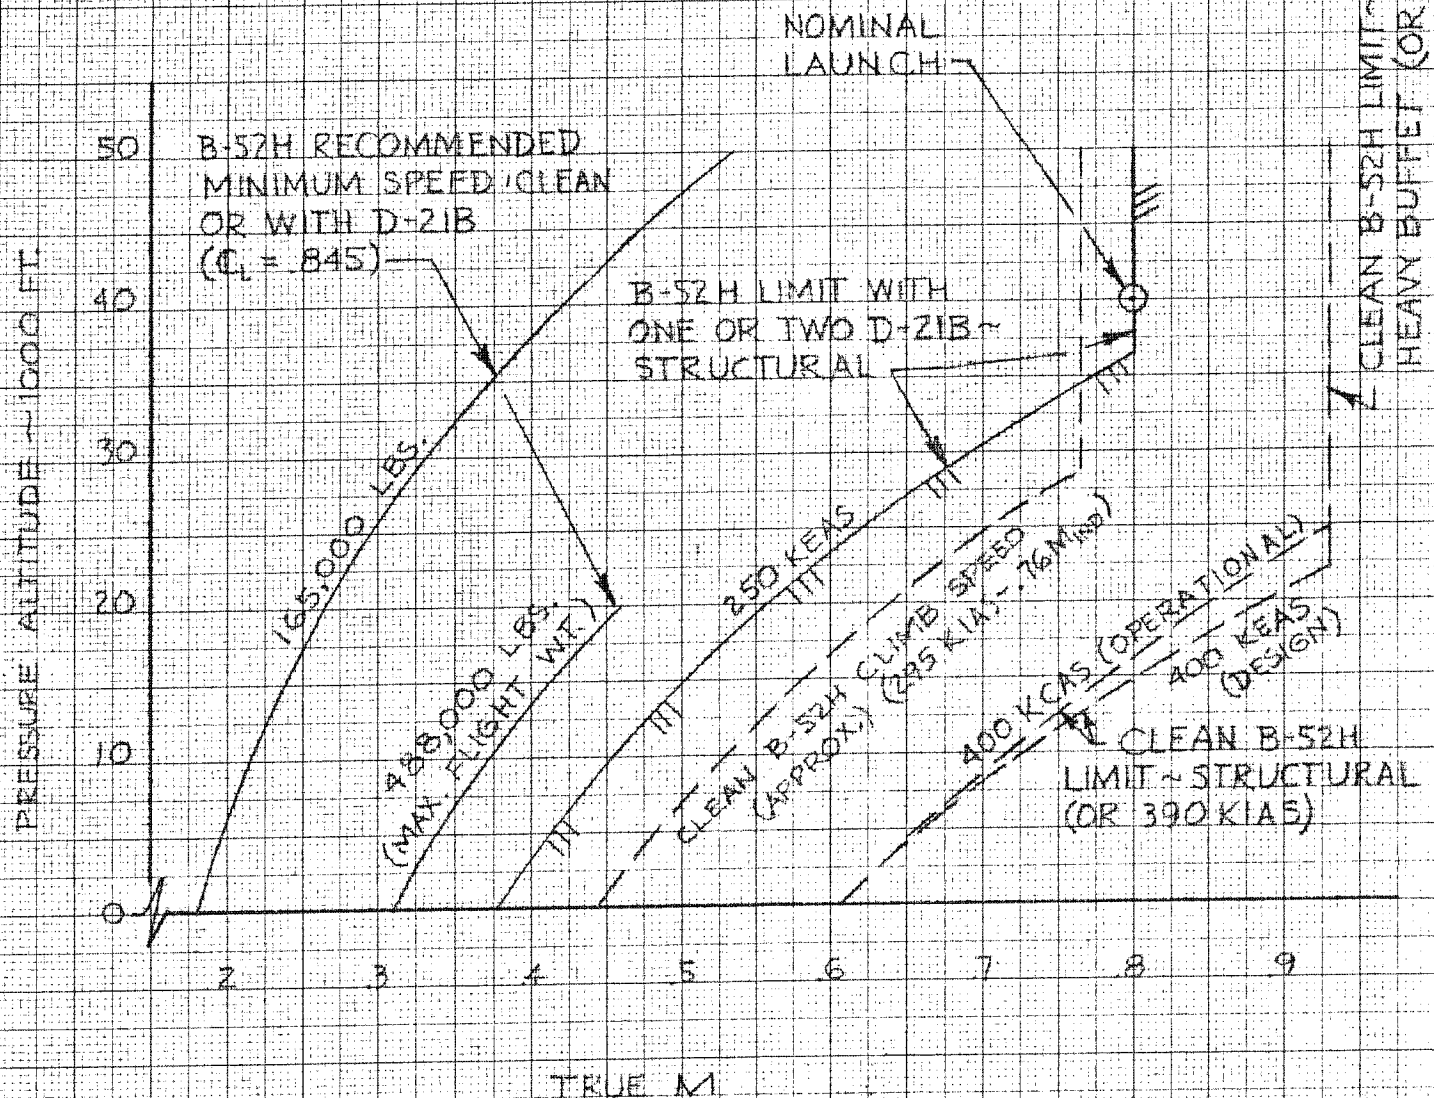 NOMINAL
LAUNCH
B-52H RECOMMENDED
MINIMUM SPEED CLEAN
OR WITH D-21B
(CL = .845)
B-52H LIMIT WITH
ONE OR TWO D-21B~
STRUCTURAL
CLEAN B-52H LIMIT~
HEAVY BUFFET (OR
PRESSURE ALTITUDE ~ 1000 FT.
50
40
30
20
10
0
165,000 LBS.
488,000 LBS.
(MAX. FLIGHT WT.)
250 KEAS
CLEAN B-52H CLIMB SPEED
(APPROX.) (295 KIAS - .76 MIND)
400 KCAS (OPERATIONAL)
400 KEAS
(DESIGN)
CLEAN B-52H
LIMIT ~ STRUCTURAL
(OR 390 KIAS)
.2 .3 .4 .5 .6 .7 .8 .9
TRUE M